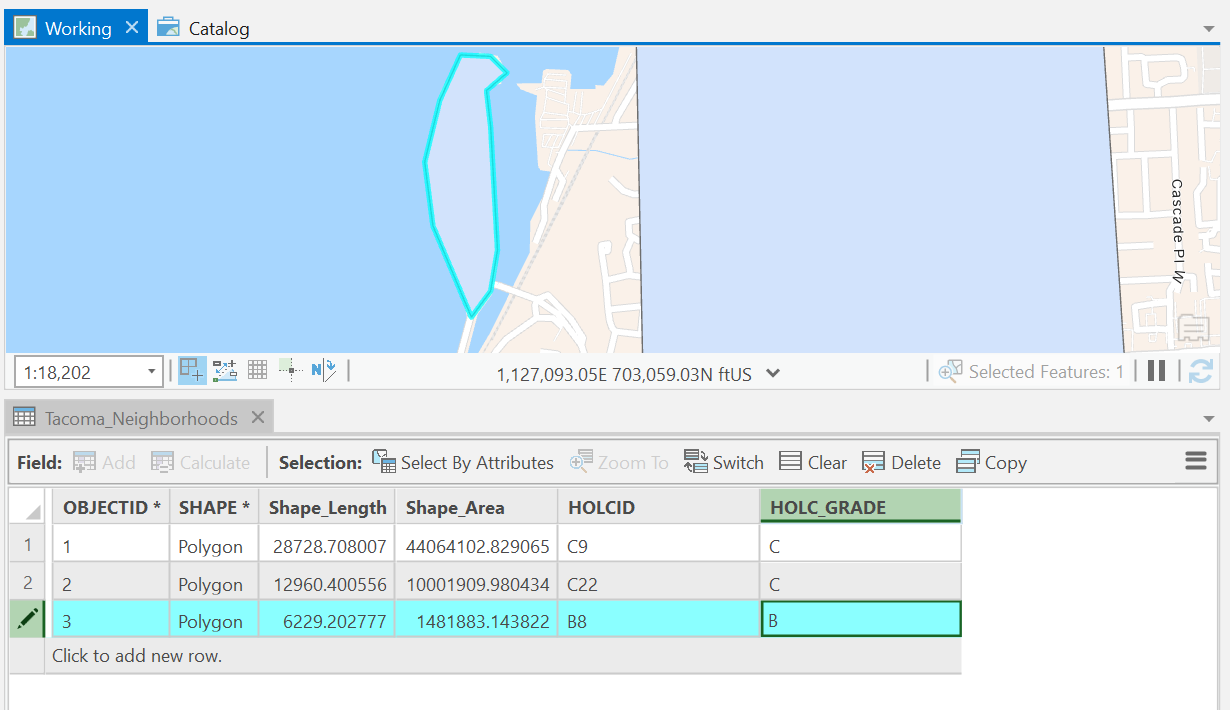 Working Catalog
Cascade Pl W
1:18,202 1,127,093.05E 703,059.03N ftUS Selected Features: 1
Tacoma_Neighborhoods
Field: Add Calculate Selection: Select By Attributes Zoom To Switch Clear Delete Copy
OBJECTID * SHAPE * Shape_Length Shape_Area HOLCID HOLC_GRADE
1 1 Polygon 28728.708007 44064102.829065 C9 C
2 2 Polygon 12960.400556 10001909.980434 C22 C
3 Polygon 6229.202777 1481883.143822 B8 B
Click to add new row.